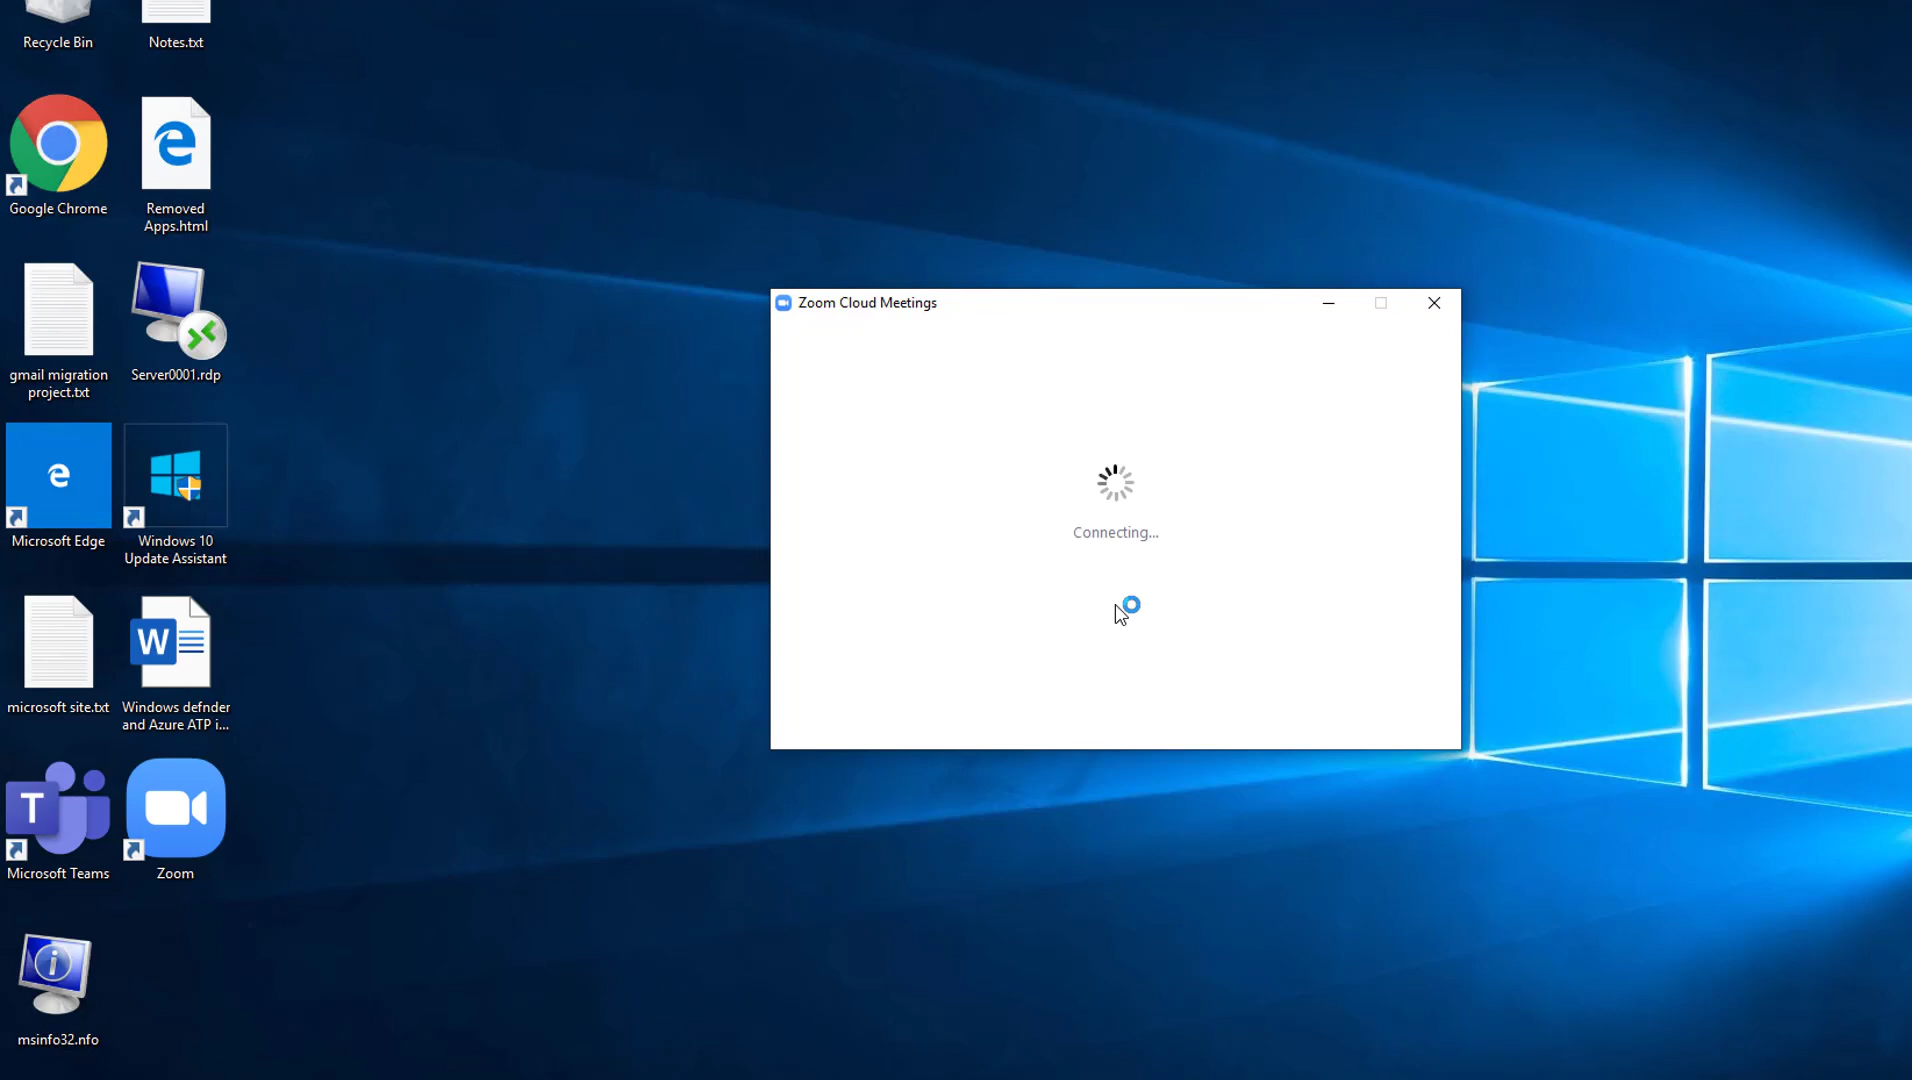 Recycle Bin
Notes.txt
Google Chrome
Removed
Apps.html
gmail migration
project.txt
Server0001.rdp
Microsoft Edge
Windows 10
Update Assistant
microsoft site.txt
W
Windows defnder
and Azure ATP i...
T
Microsoft Teams
Zoom
msinfo32.nfo
Zoom Cloud Meetings
Connecting...